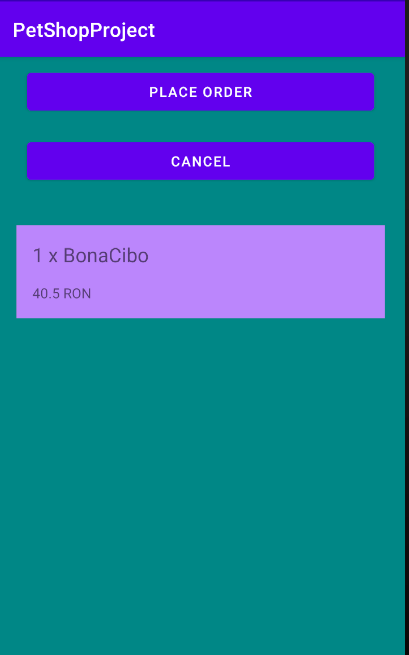 PetShopProject
PLACE ORDER
CANCEL
1 x BonaCibo
40.5 RON